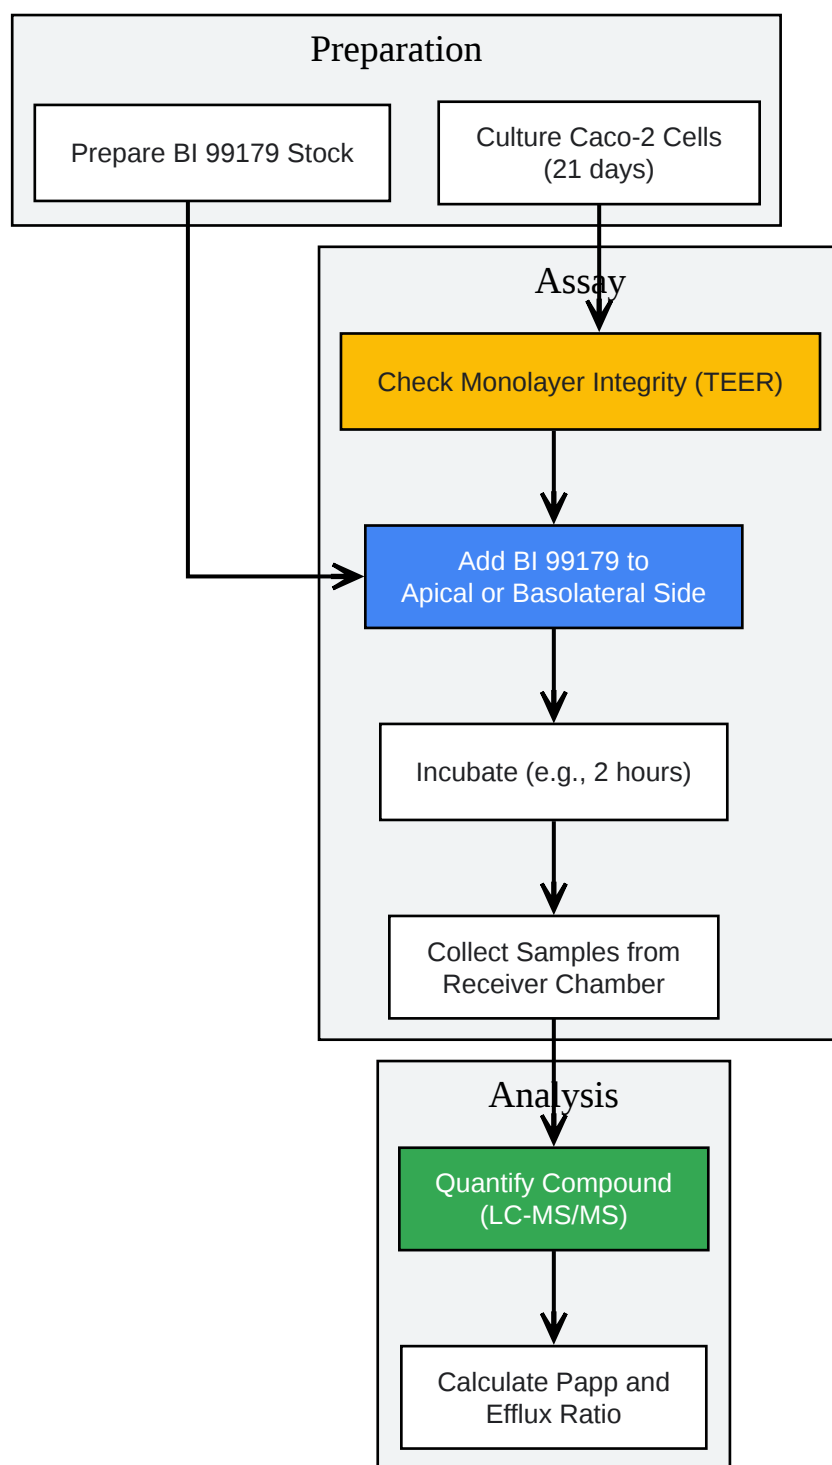 Preparation
Prepare BI 99179 Stock
Culture Caco-2 Cells
(21 days)
Assay
Check Monolayer Integrity (TEER)
Add BI 99179 to
Apical or Basolateral Side
Incubate (e.g., 2 hours)
Collect Samples from
Receiver Chamber
Analysis
Quantify Compound
(LC-MS/MS)
Calculate Papp and
Efflux Ratio